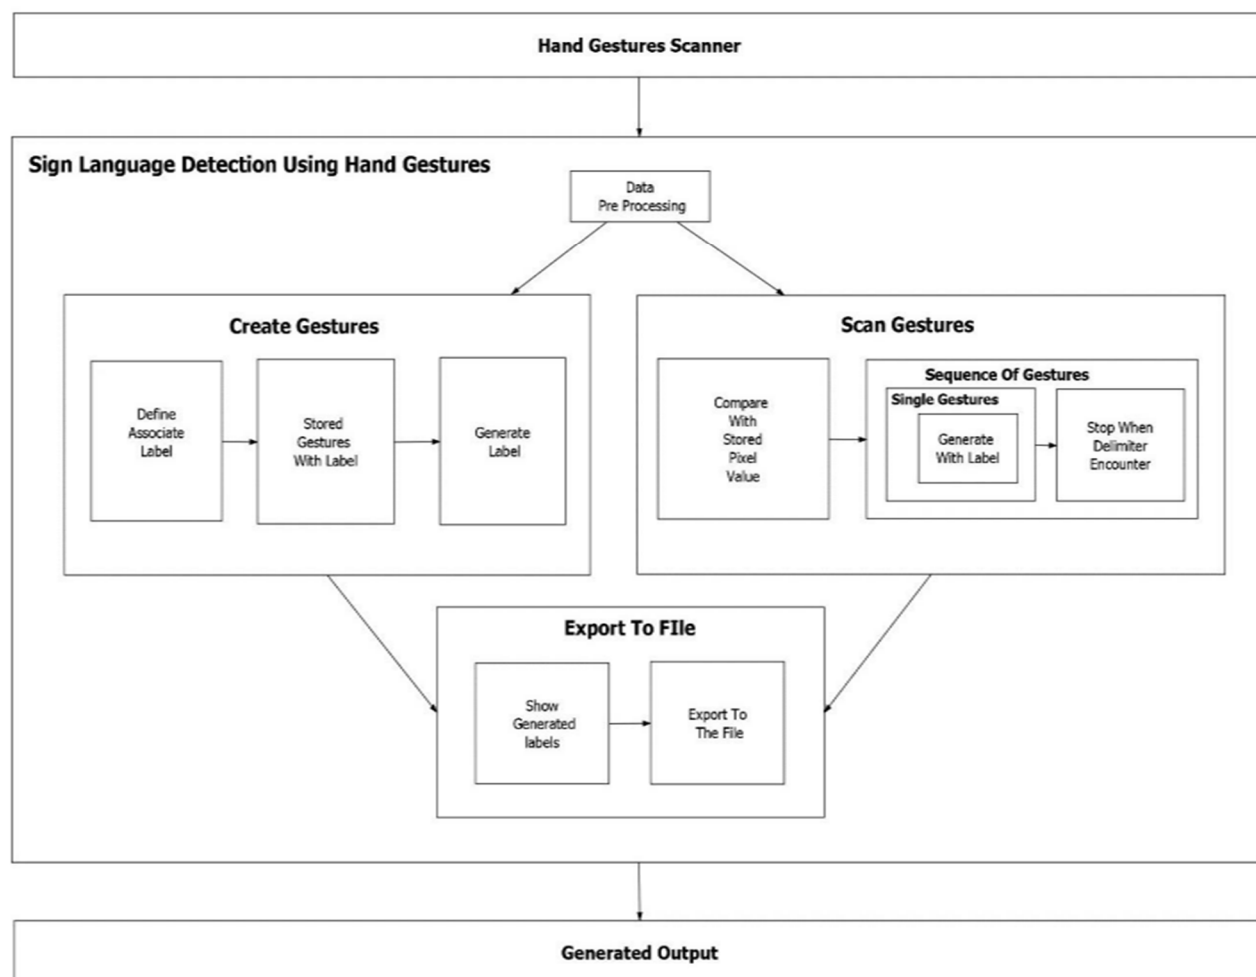 Hand Gestures Scanner
Sign Language Detection Using Hand Gestures
Data
Pre Processing
Create Gestures
Define
Associate
Label
Stored
Gestures
With Label
Generate
Label
Scan Gestures
Compare
With
Stored
Pixel
Value
Sequence Of Gestures
Single Gestures
Generate
With Label
Stop When
Delimiter
Encounter
Export To FIle
Show
Generated
labels
Export To
The File
Generated Output